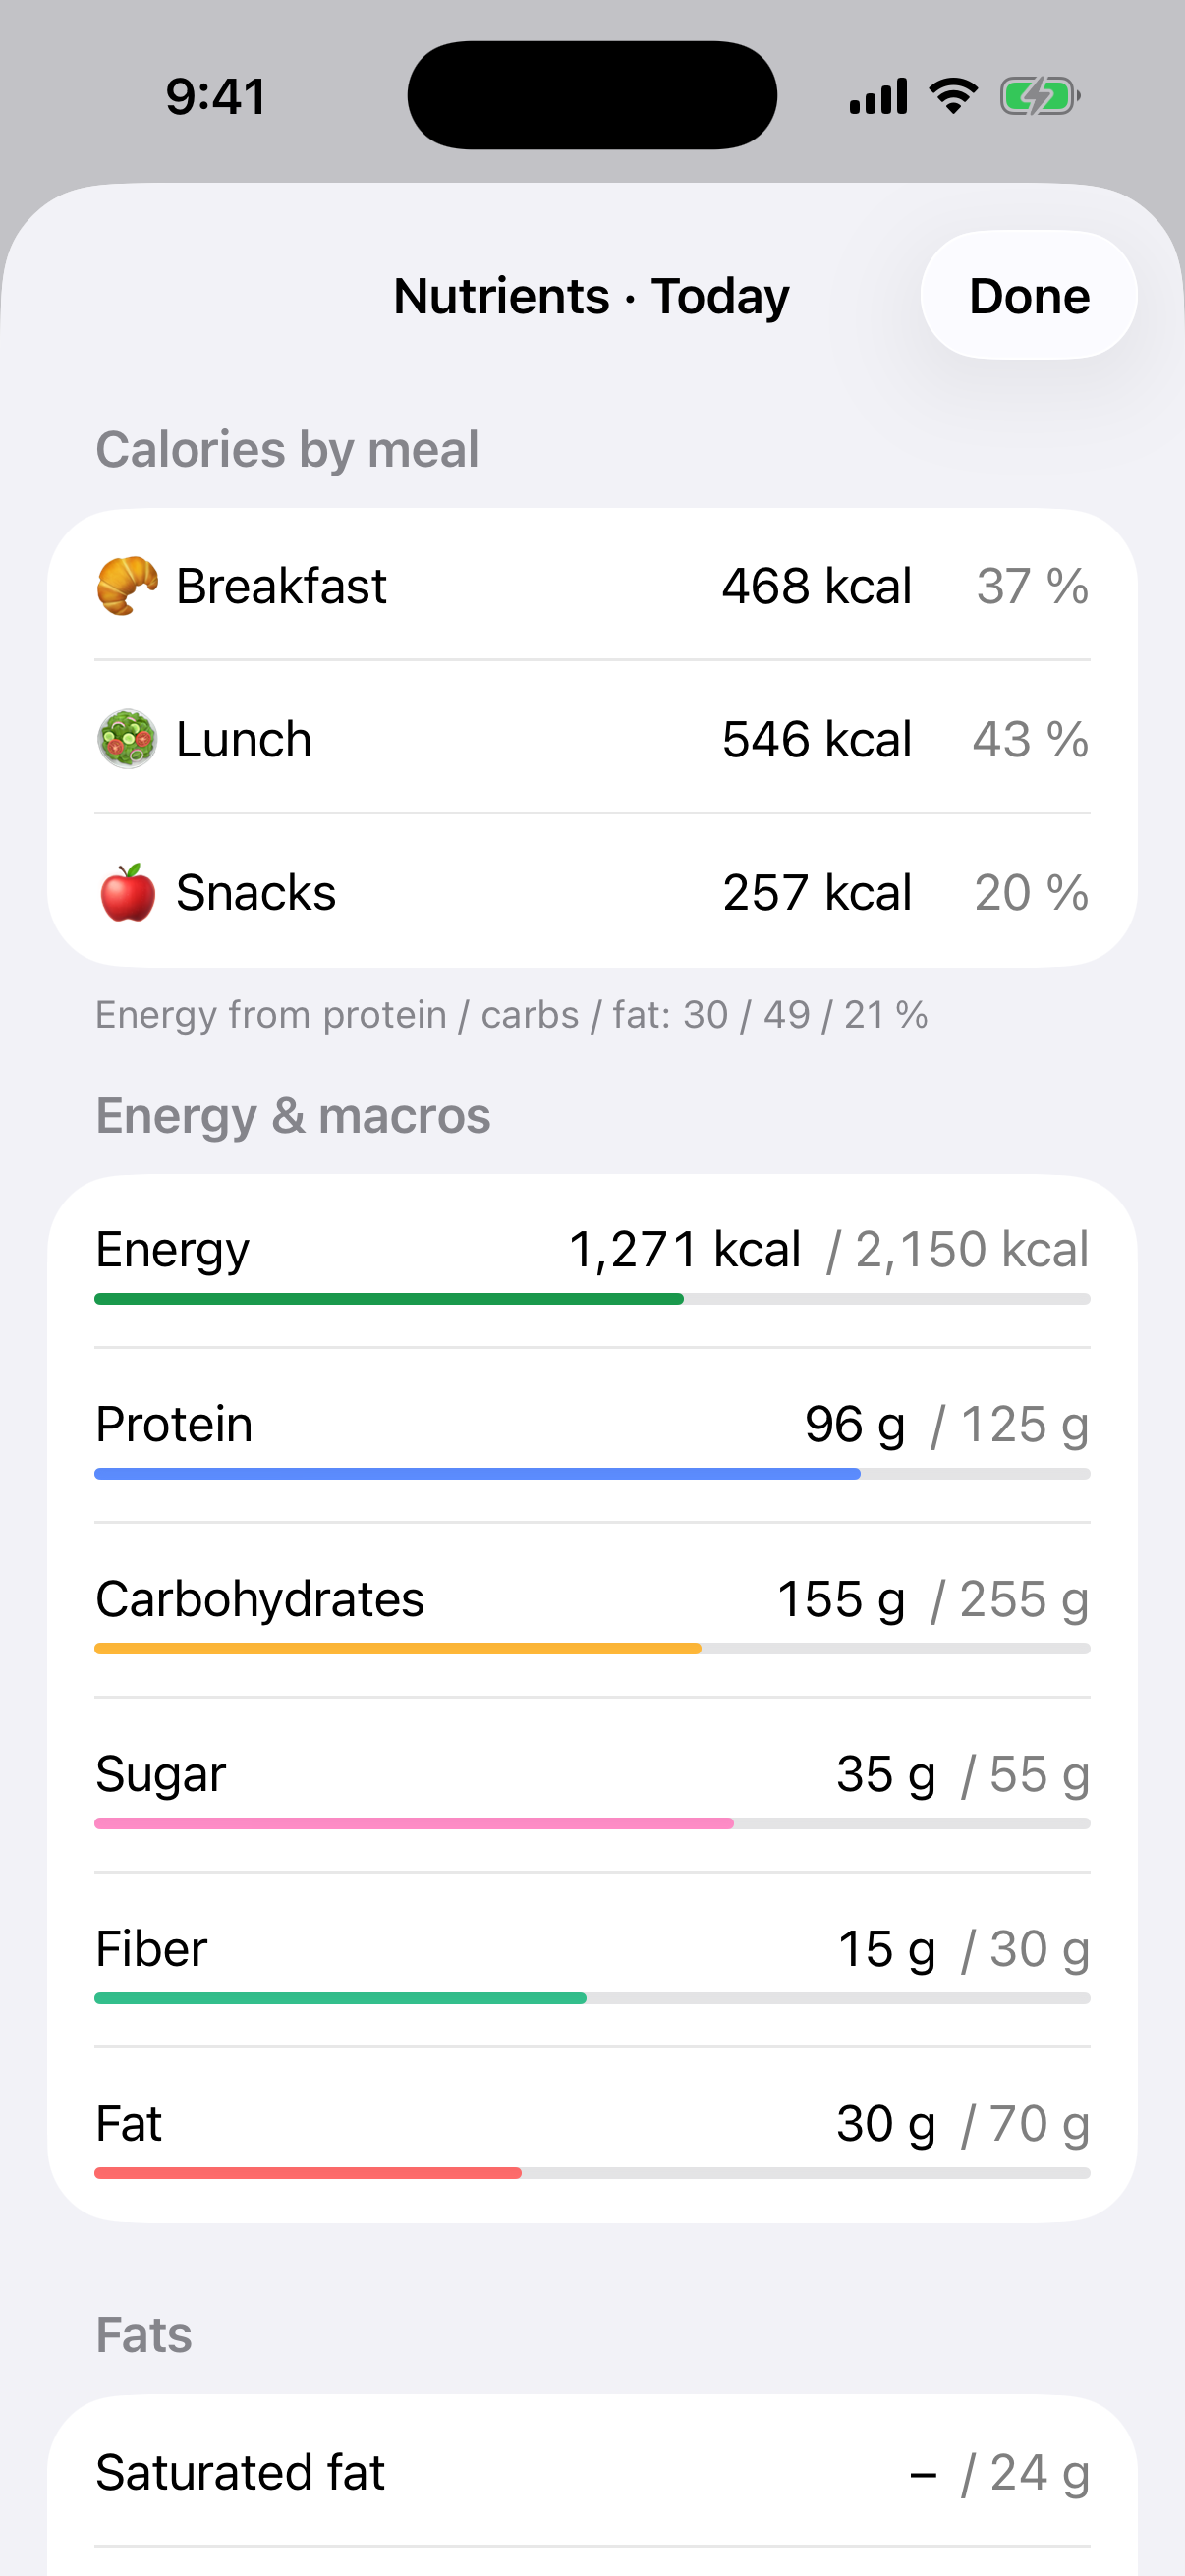 9:41
Nutrients · Today
Done
Calories by meal
Breakfast 468 kcal 37 %
Lunch 546 kcal 43 %
Snacks 257 kcal 20 %
Energy from protein / carbs / fat: 30 / 49 / 21 %
Energy & macros
Energy 1,271 kcal / 2,150 kcal
Protein 96 g / 125 g
Carbohydrates 155 g / 255 g
Sugar 35 g / 55 g
Fiber 15 g / 30 g
Fat 30 g / 70 g
Fats
Saturated fat – / 24 g